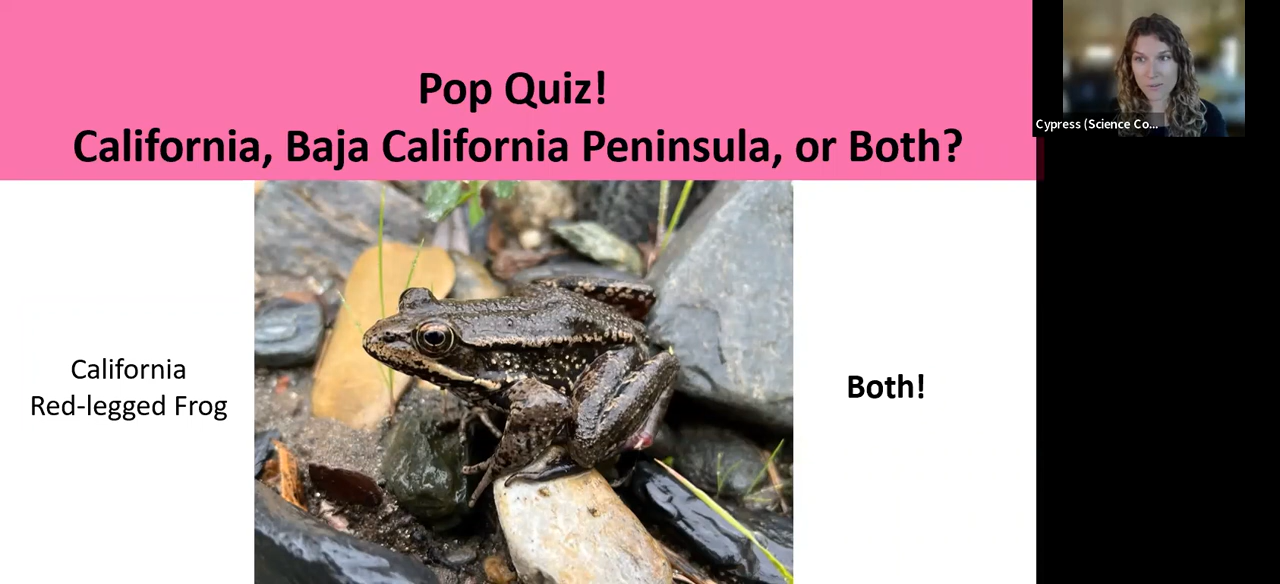 Pop Quiz!
California, Baja California Peninsula, or Both?
Cypress (Science Co...
California
Red-legged Frog
Both!